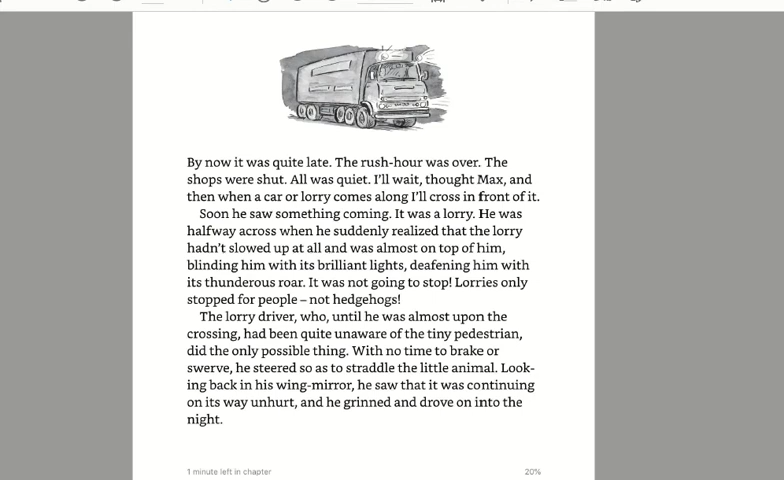 By now it was quite late. The rush-hour was over. The
shops were shut. All was quiet. I'll wait, thought Max, and
then when a car or lorry comes along I'll cross in front of it.
Soon he saw something coming. It was a lorry. He was
halfway across when he suddenly realized that the lorry
hadn't slowed up at all and was almost on top of him,
blinding him with its brilliant lights, deafening him with
its thunderous roar. It was not going to stop! Lorries only
stopped for people – not hedgehogs!
The lorry driver, who, until he was almost upon the
crossing, had been quite unaware of the tiny pedestrian,
did the only possible thing. With no time to brake or
swerve, he steered so as to straddle the little animal. Look-
ing back in his wing-mirror, he saw that it was continuing
on its way unhurt, and he grinned and drove on into the
night.
1 minute left in chapter 20%